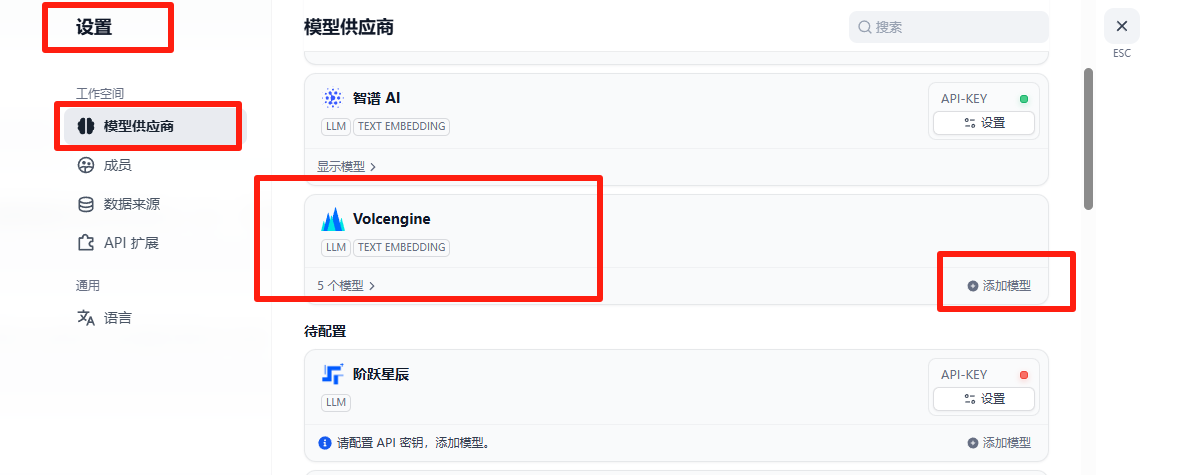 设置
工作空间
模型供应商
成员
数据来源
API 扩展
通用
语言
模型供应商
搜索
ESC
智谱 AI
LLM TEXT EMBEDDING
API-KEY
设置
显示模型
Volcengine
LLM TEXT EMBEDDING
5 个模型
添加模型
待配置
阶跃星辰
LLM
API-KEY
设置
请配置 API 密钥，添加模型。
添加模型